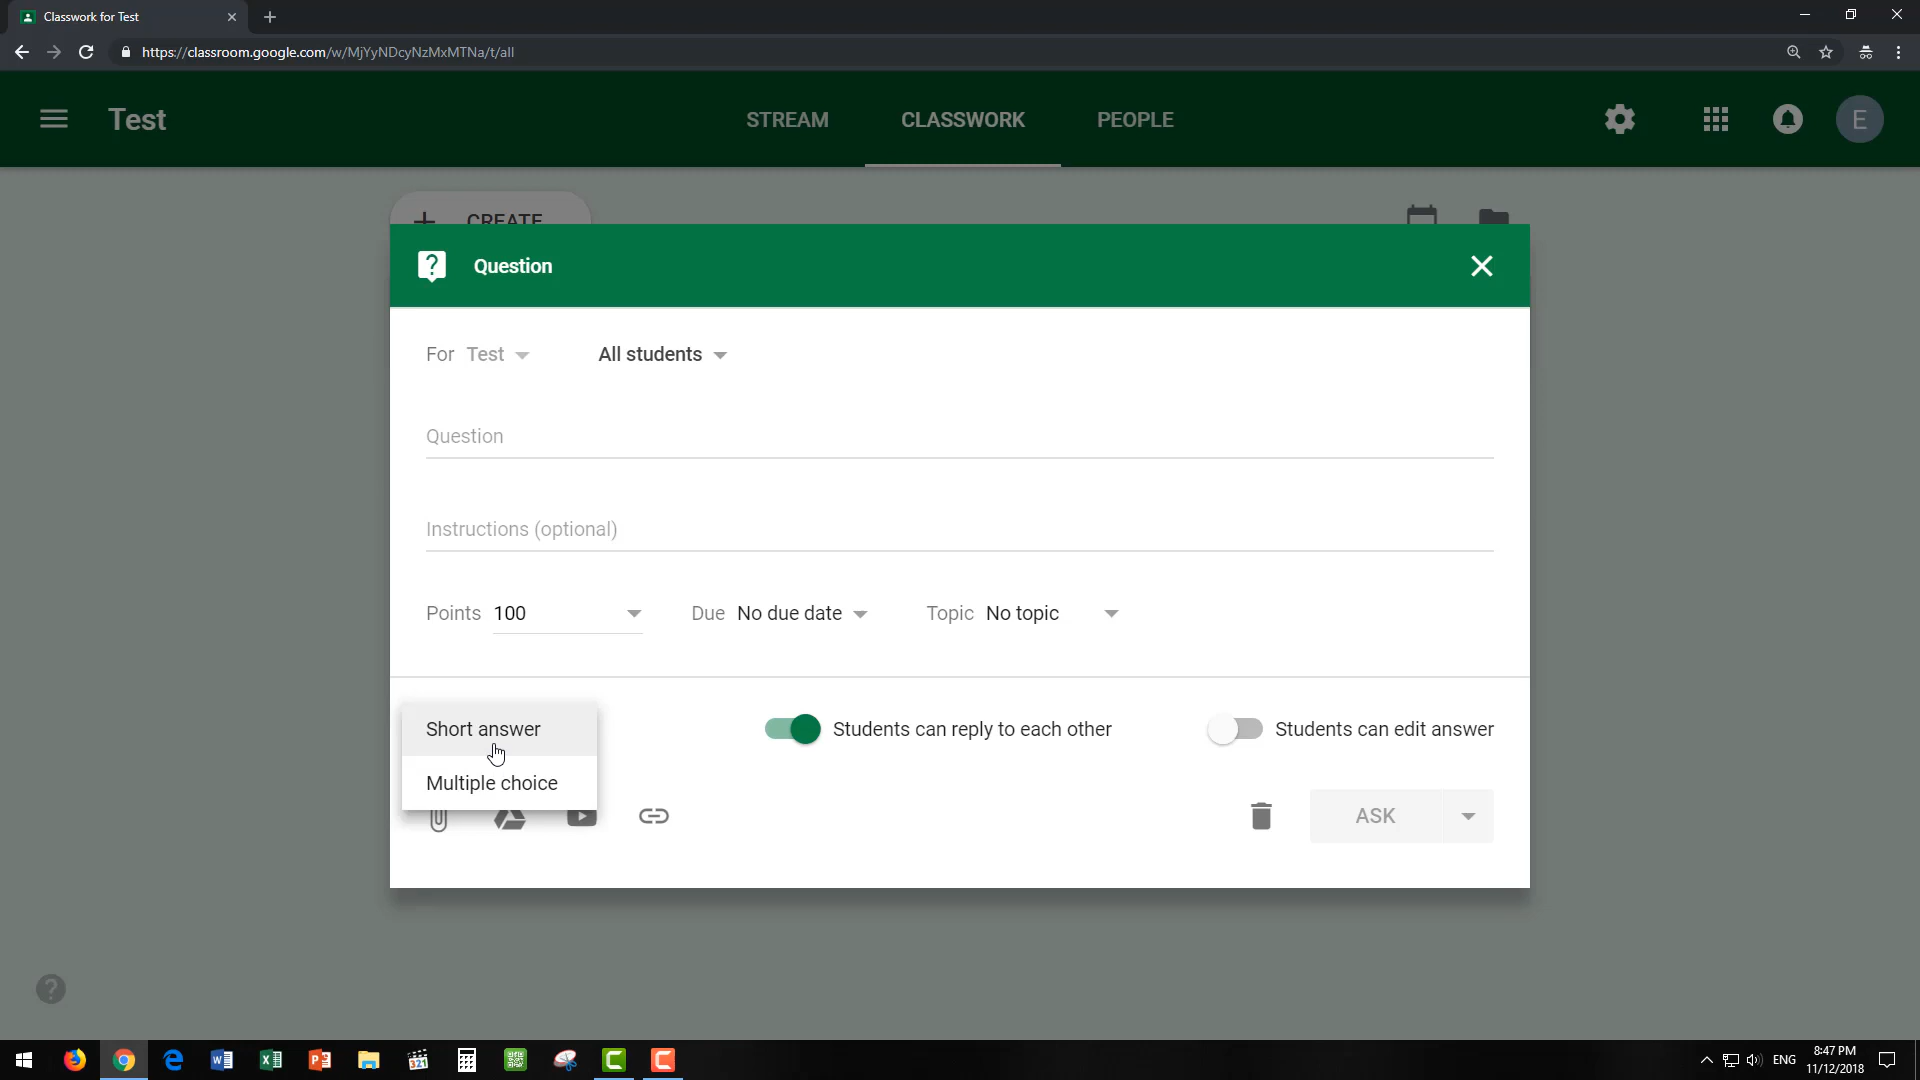 Classwork for Test
https://classroom.google.com/w/MjYyNDcyNzMxMTNa/t/all
Test
STREAM
CLASSWORK
PEOPLE
E
CREATE
Question
For Test
All students
Question
Instructions (optional)
Points 100
Due No due date
Topic No topic
Short answer
Students can reply to each other
Students can edit answer
Multiple choice
ASK
321
ENG
8:47 PM
11/12/2018